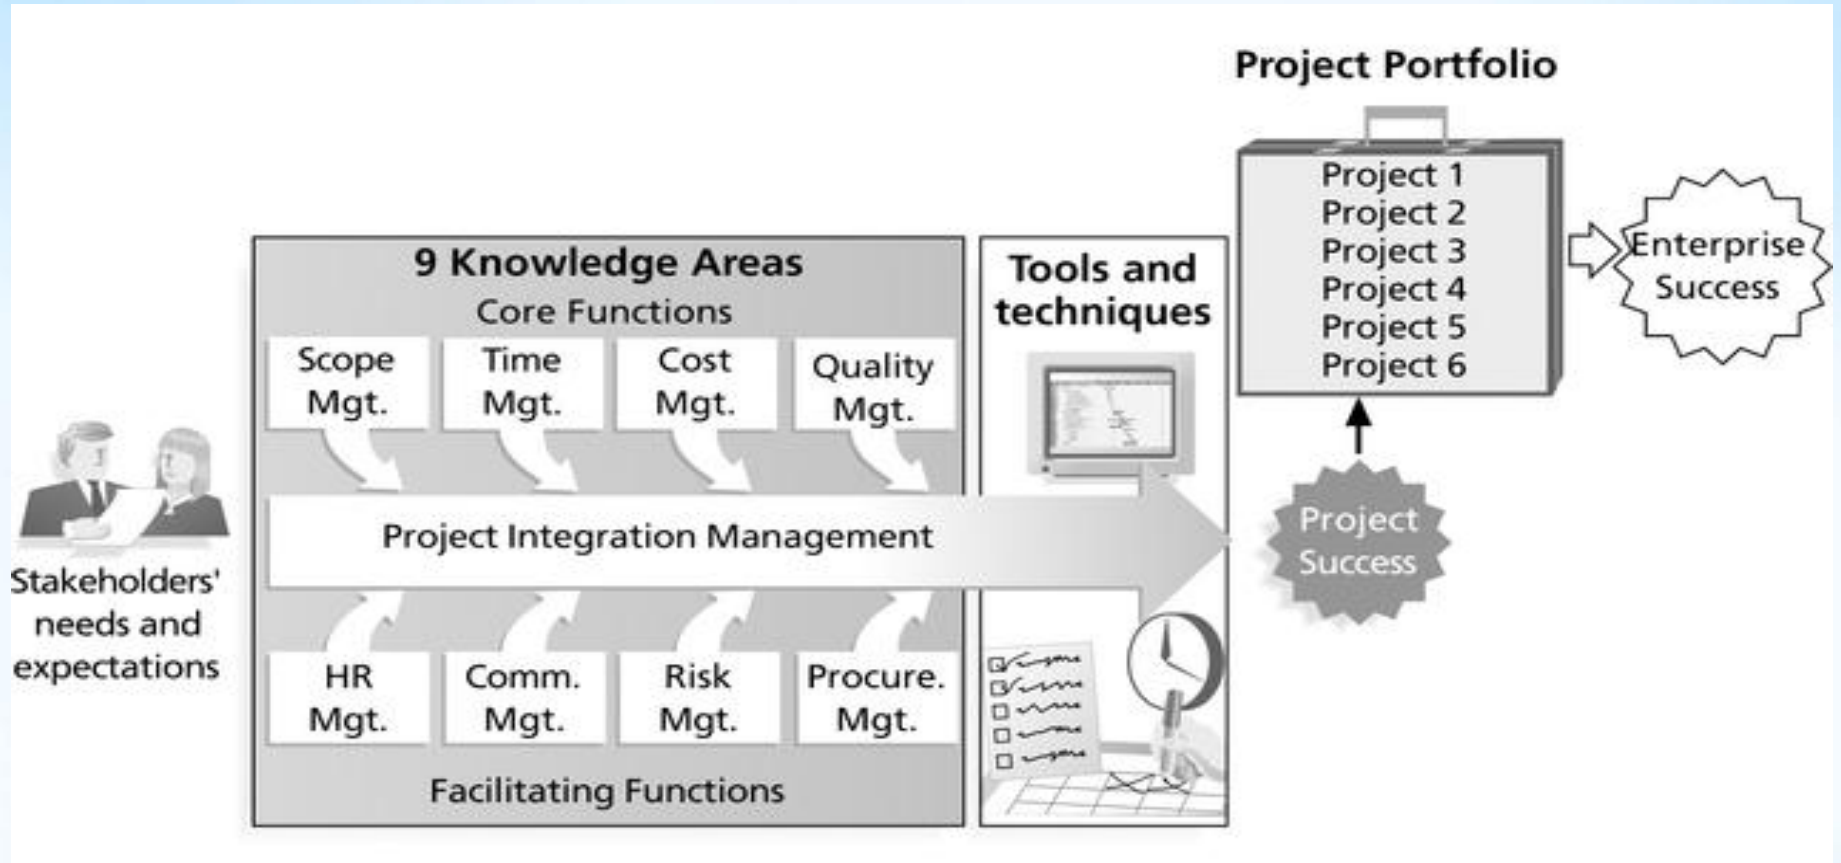 Project Portfolio
Project 1
Project 2
Project 3
Project 4
Project 5
Project 6
Enterprise
Success
9 Knowledge Areas
Core Functions
Scope
Mgt.
Time
Mgt.
Cost
Mgt.
Quality
Mgt.
Tools and
techniques
Project Integration Management
Project
Success
Stakeholders'
needs and
expectations
HR
Mgt.
Comm.
Mgt.
Risk
Mgt.
Procure.
Mgt.
Facilitating Functions